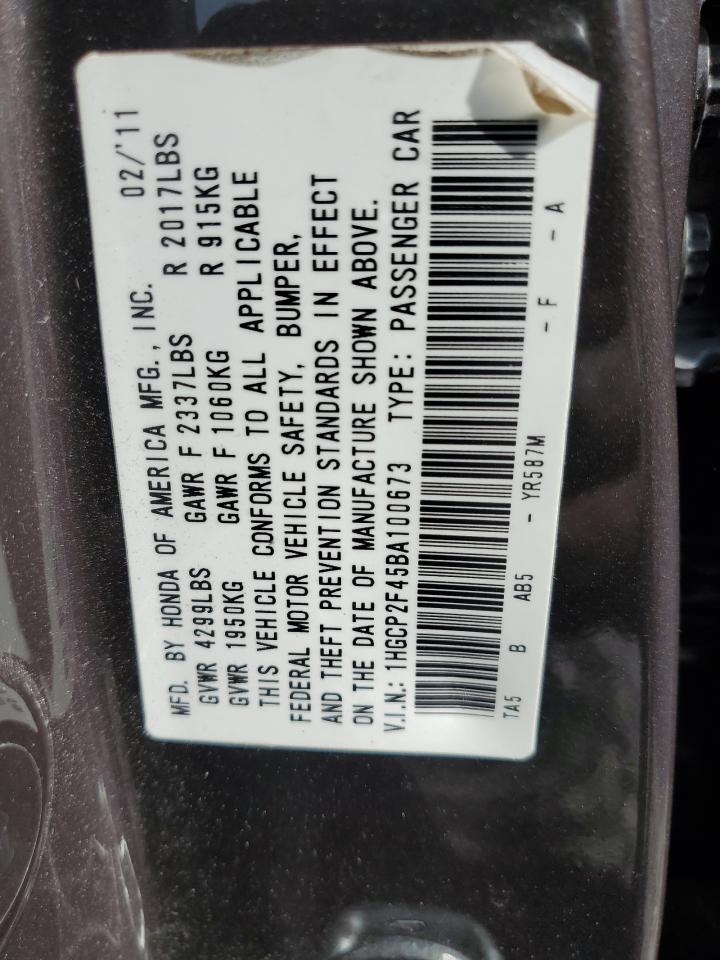 MFD. BY HONDA OF AMERICA MFG., INC. 02/'11
GVWR 4299LBS GAWR F 2337LBS R 2017LBS
GVWR 1950KG GAWR F 1060KG R 915KG
THIS VEHICLE CONFORMS TO ALL APPLICABLE
FEDERAL MOTOR VEHICLE SAFETY, BUMPER,
AND THEFT PREVENTION STANDARDS IN EFFECT
ON THE DATE OF MANUFACTURE SHOWN ABOVE.
V.I.N.: 1HGCP2F45BA100673 TYPE: PASSENGER CAR
TA5 B AB5 - YR587M - F - A